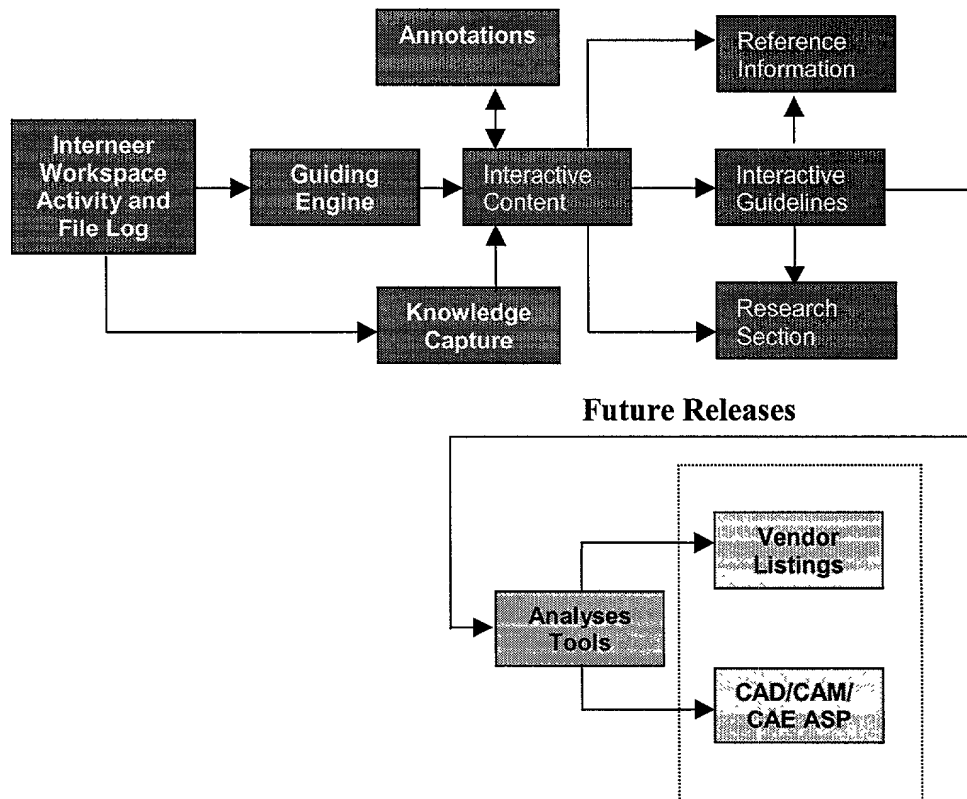 Annotations
Reference
Information
Interneer
Workspace
Activity and
File Log
Guiding
Engine
Interactive
Content
Interactive
Guidelines
Knowledge
Capture
Research
Section
Future Releases
Vendor
Listings
Analyses
Tools
CAD/CAM/
CAE ASP